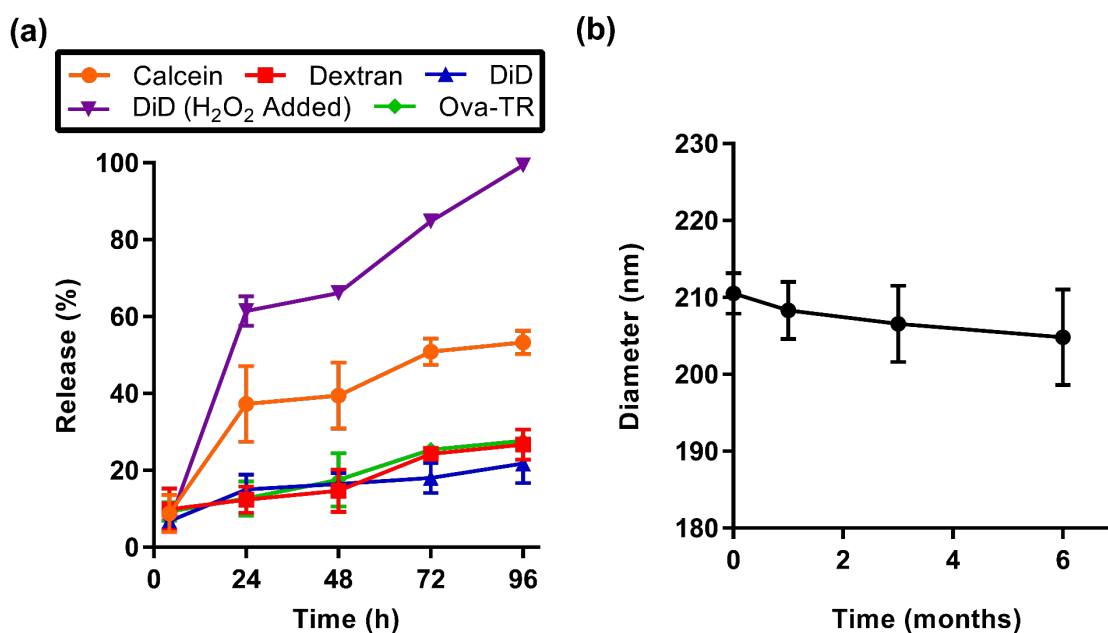 (a)
Calcein Dextran DiD
DiD (H₂O₂ Added) Ova-TR
100
80
60
40
20
0
Release (%)
0 24 48 72 96
Time (h)
(b)
230
220
210
200
190
180
Diameter (nm)
0 2 4 6
Time (months)